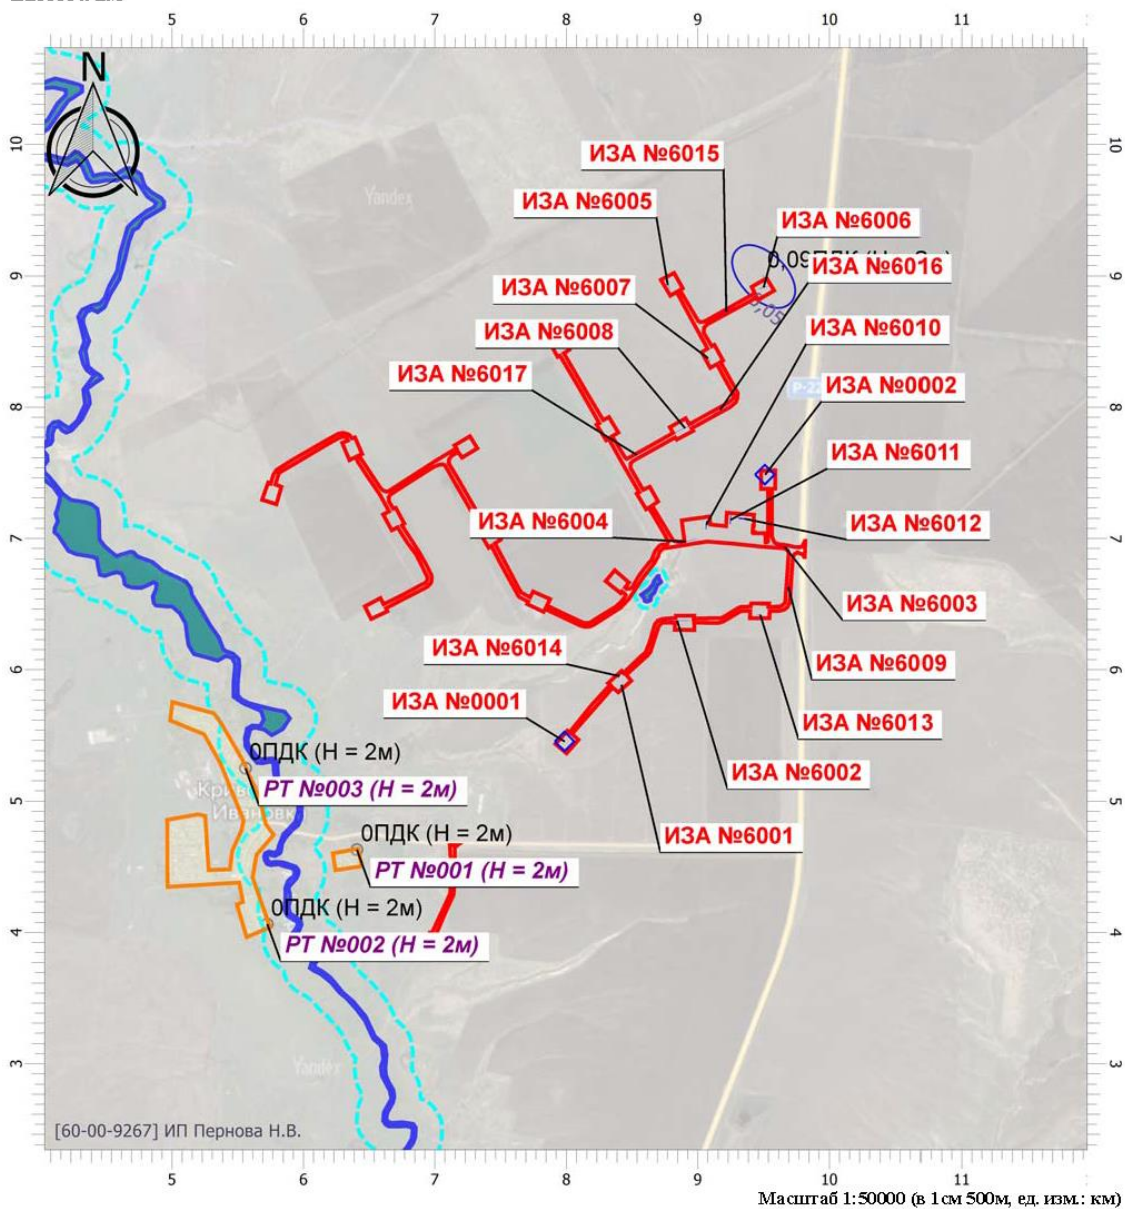 5 6 7 8 9 10 11
N
10 10
ИЗА №6015
Yandex
ИЗА №6005
ИЗА №6006
9 9
ИЗА №6016
ИЗА №6007
0,05
ИЗА №6010
ИЗА №6008
ИЗА №6017
ИЗА №0002
8 8
ИЗА №6011
ИЗА №6004
ИЗА №6012
7 7
ИЗА №6003
ИЗА №6014
ИЗА №6009
6 6
ИЗА №0001
ИЗА №6013
0ПДК (H = 2м)
ИЗА №6002
РТ №003 (H = 2м)
5 5
0ПДК (H = 2м)
ИЗА №6001
РТ №001 (H = 2м)
0ПДК (H = 2м)
4 4
РТ №002 (H = 2м)
3 3
Yandex
[60-00-9267] ИП Пернова Н.В.
5 6 7 8 9 10 11
Масштаб 1:50000 (в 1см 500м, ед. изм.: км)